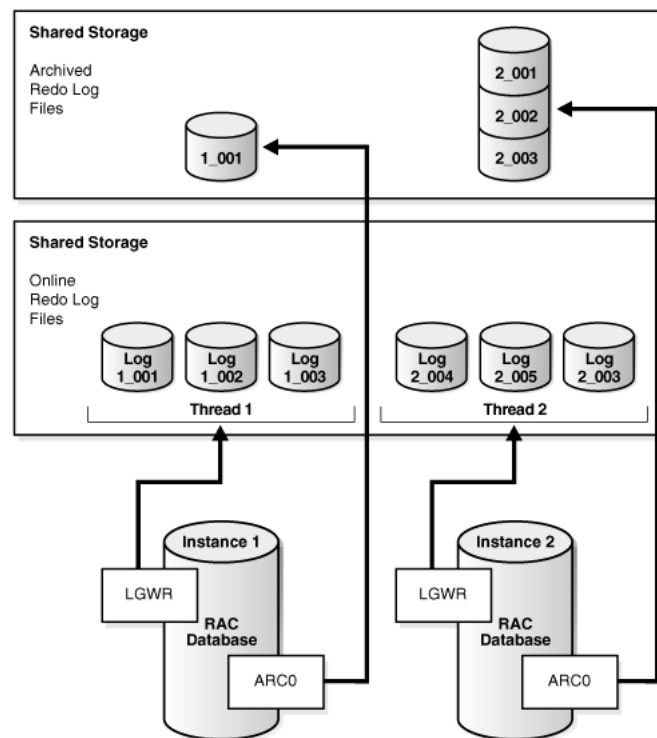 Shared Storage
Archived
Redo Log
Files
1_001
2_001
2_002
2_003
Shared Storage
Online
Redo Log
Files
Log
1_001
Log
1_002
Log
1_003
Thread 1
Log
2_004
Log
2_005
Log
2_003
Thread 2
Instance 1
LGWR
RAC
Database
ARC0
Instance 2
LGWR
RAC
Database
ARC0